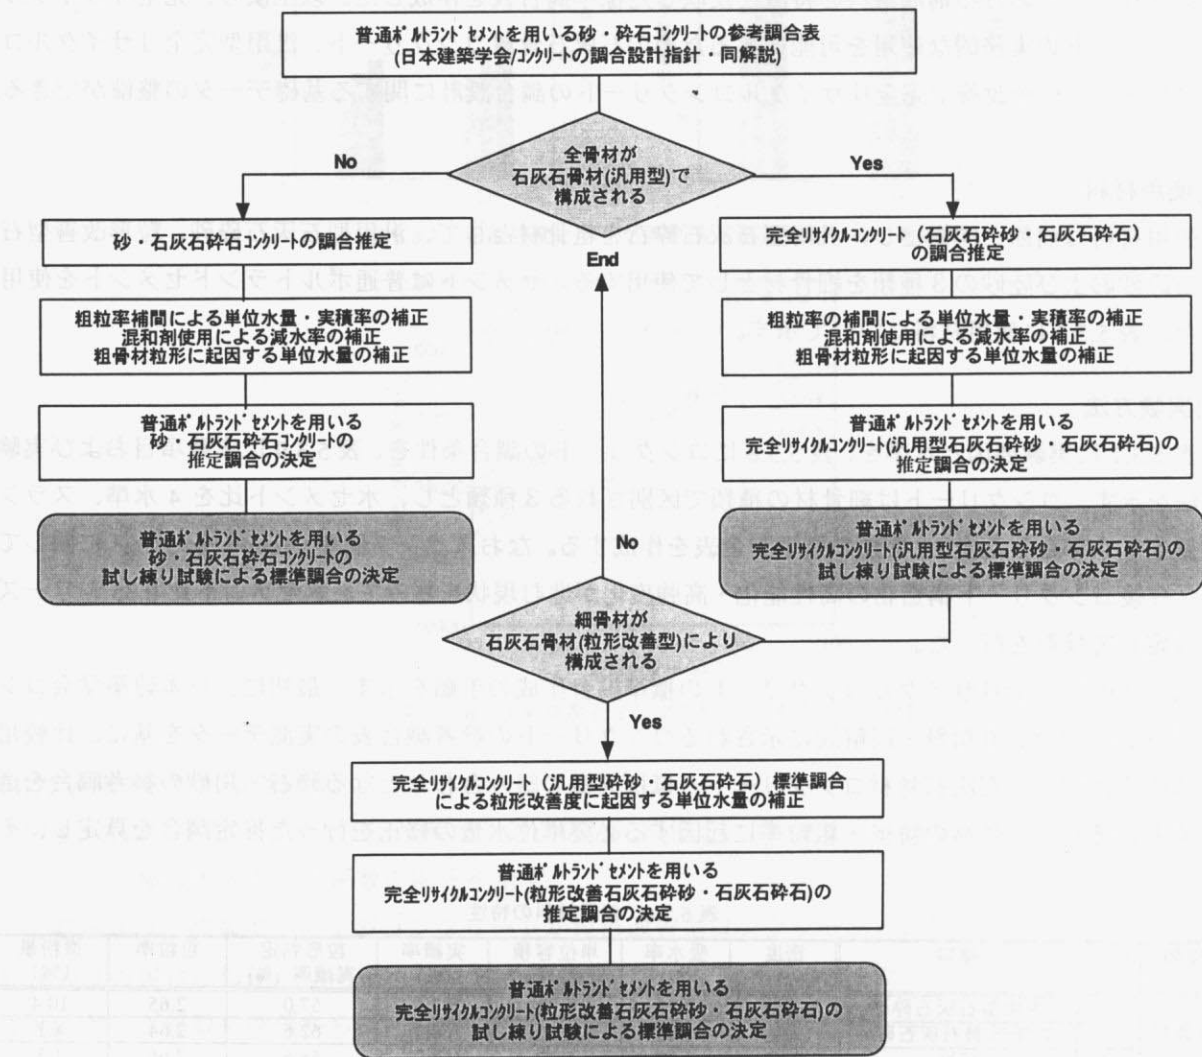 普通ポルトランドセメントを用いる砂・砕石コンクリートの参考調合表
(日本建築学会/コンクリートの調合設計指針・同解説)
全骨材が
石灰石骨材(汎用型)で
構成される
No
Yes
砂・石灰石砕石コンクリートの調合推定
粗粒率補間による単位水量・実積率の補正
混和剤使用による減水率の補正
粗骨材粒形に起因する単位水量の補正
普通ポルトランドセメントを用いる
砂・石灰石砕石コンクリートの
推定調合の決定
普通ポルトランドセメントを用いる
砂・石灰石砕石コンクリートの
試し練り試験による標準調合の決定
End
完全リサイクルコンクリート(石灰石砕砂・石灰石砕石)
の調合推定
粗粒率の補間による単位水量・実積率の補正
混和剤使用による減水率の補正
粗骨材粒形に起因する単位水量の補正
普通ポルトランドセメントを用いる
完全リサイクルコンクリート(汎用型石灰石砕砂・石灰石砕石)の
推定調合の決定
普通ポルトランドセメントを用いる
完全リサイクルコンクリート(汎用型石灰石砕砂・石灰石砕石)の
試し練り試験による標準調合の決定
No
細骨材が
石灰石骨材(粒形改善型)により
構成される
Yes
完全リサイクルコンクリート(汎用型砕砂・石灰石砕石)標準調合
による粒形改善度に起因する単位水量の補正
普通ポルトランドセメントを用いる
完全リサイクルコンクリート(粒形改善石灰石砕砂・石灰石砕石)の
推定調合の決定
普通ポルトランドセメントを用いる
完全リサイクルコンクリート(粒形改善石灰石砕砂・石灰石砕石)の
試し練り試験による標準調合の決定